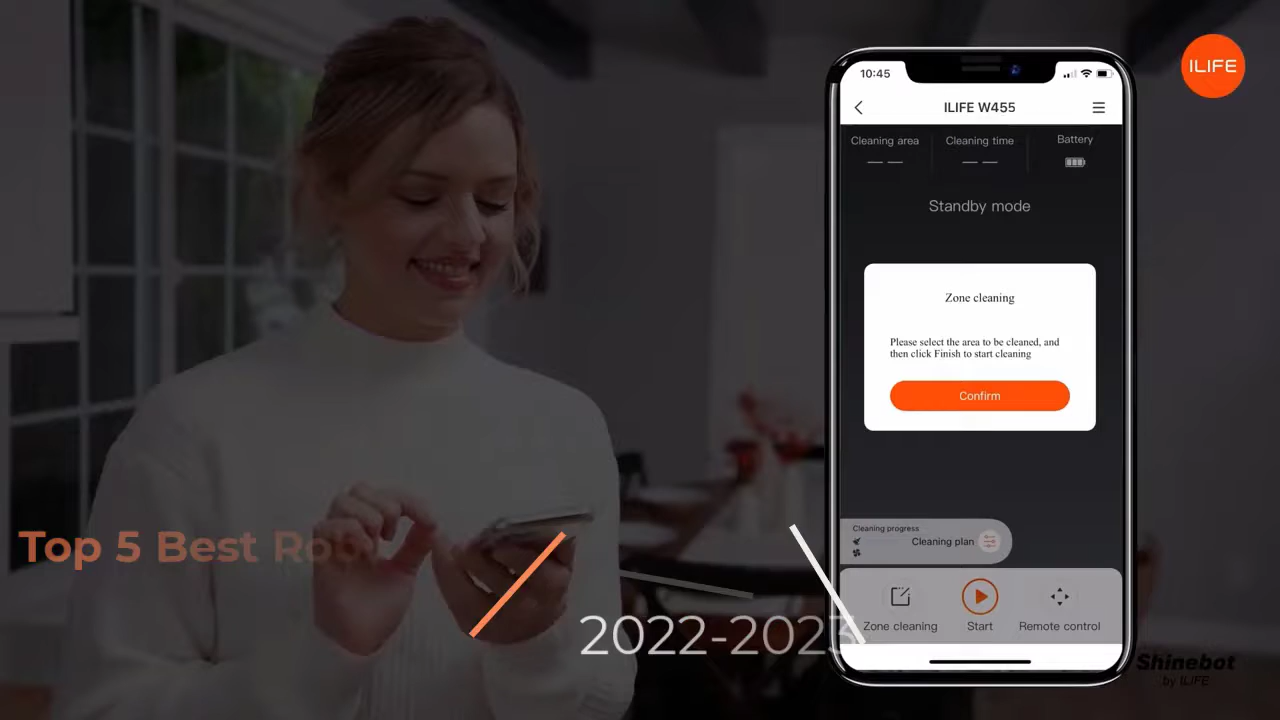 ILIFE
10:45
ILIFE W455
Cleaning area
Cleaning time
Battery
Standby mode
Zone cleaning
Please select the area to be cleaned, and
then click Finish to start cleaning
Confirm
Cleaning progress
Cleaning plan
Zone cleaning
Start
Remote control
Top 5 Best Rob
2022-2023
Shinebot
by ILIFE